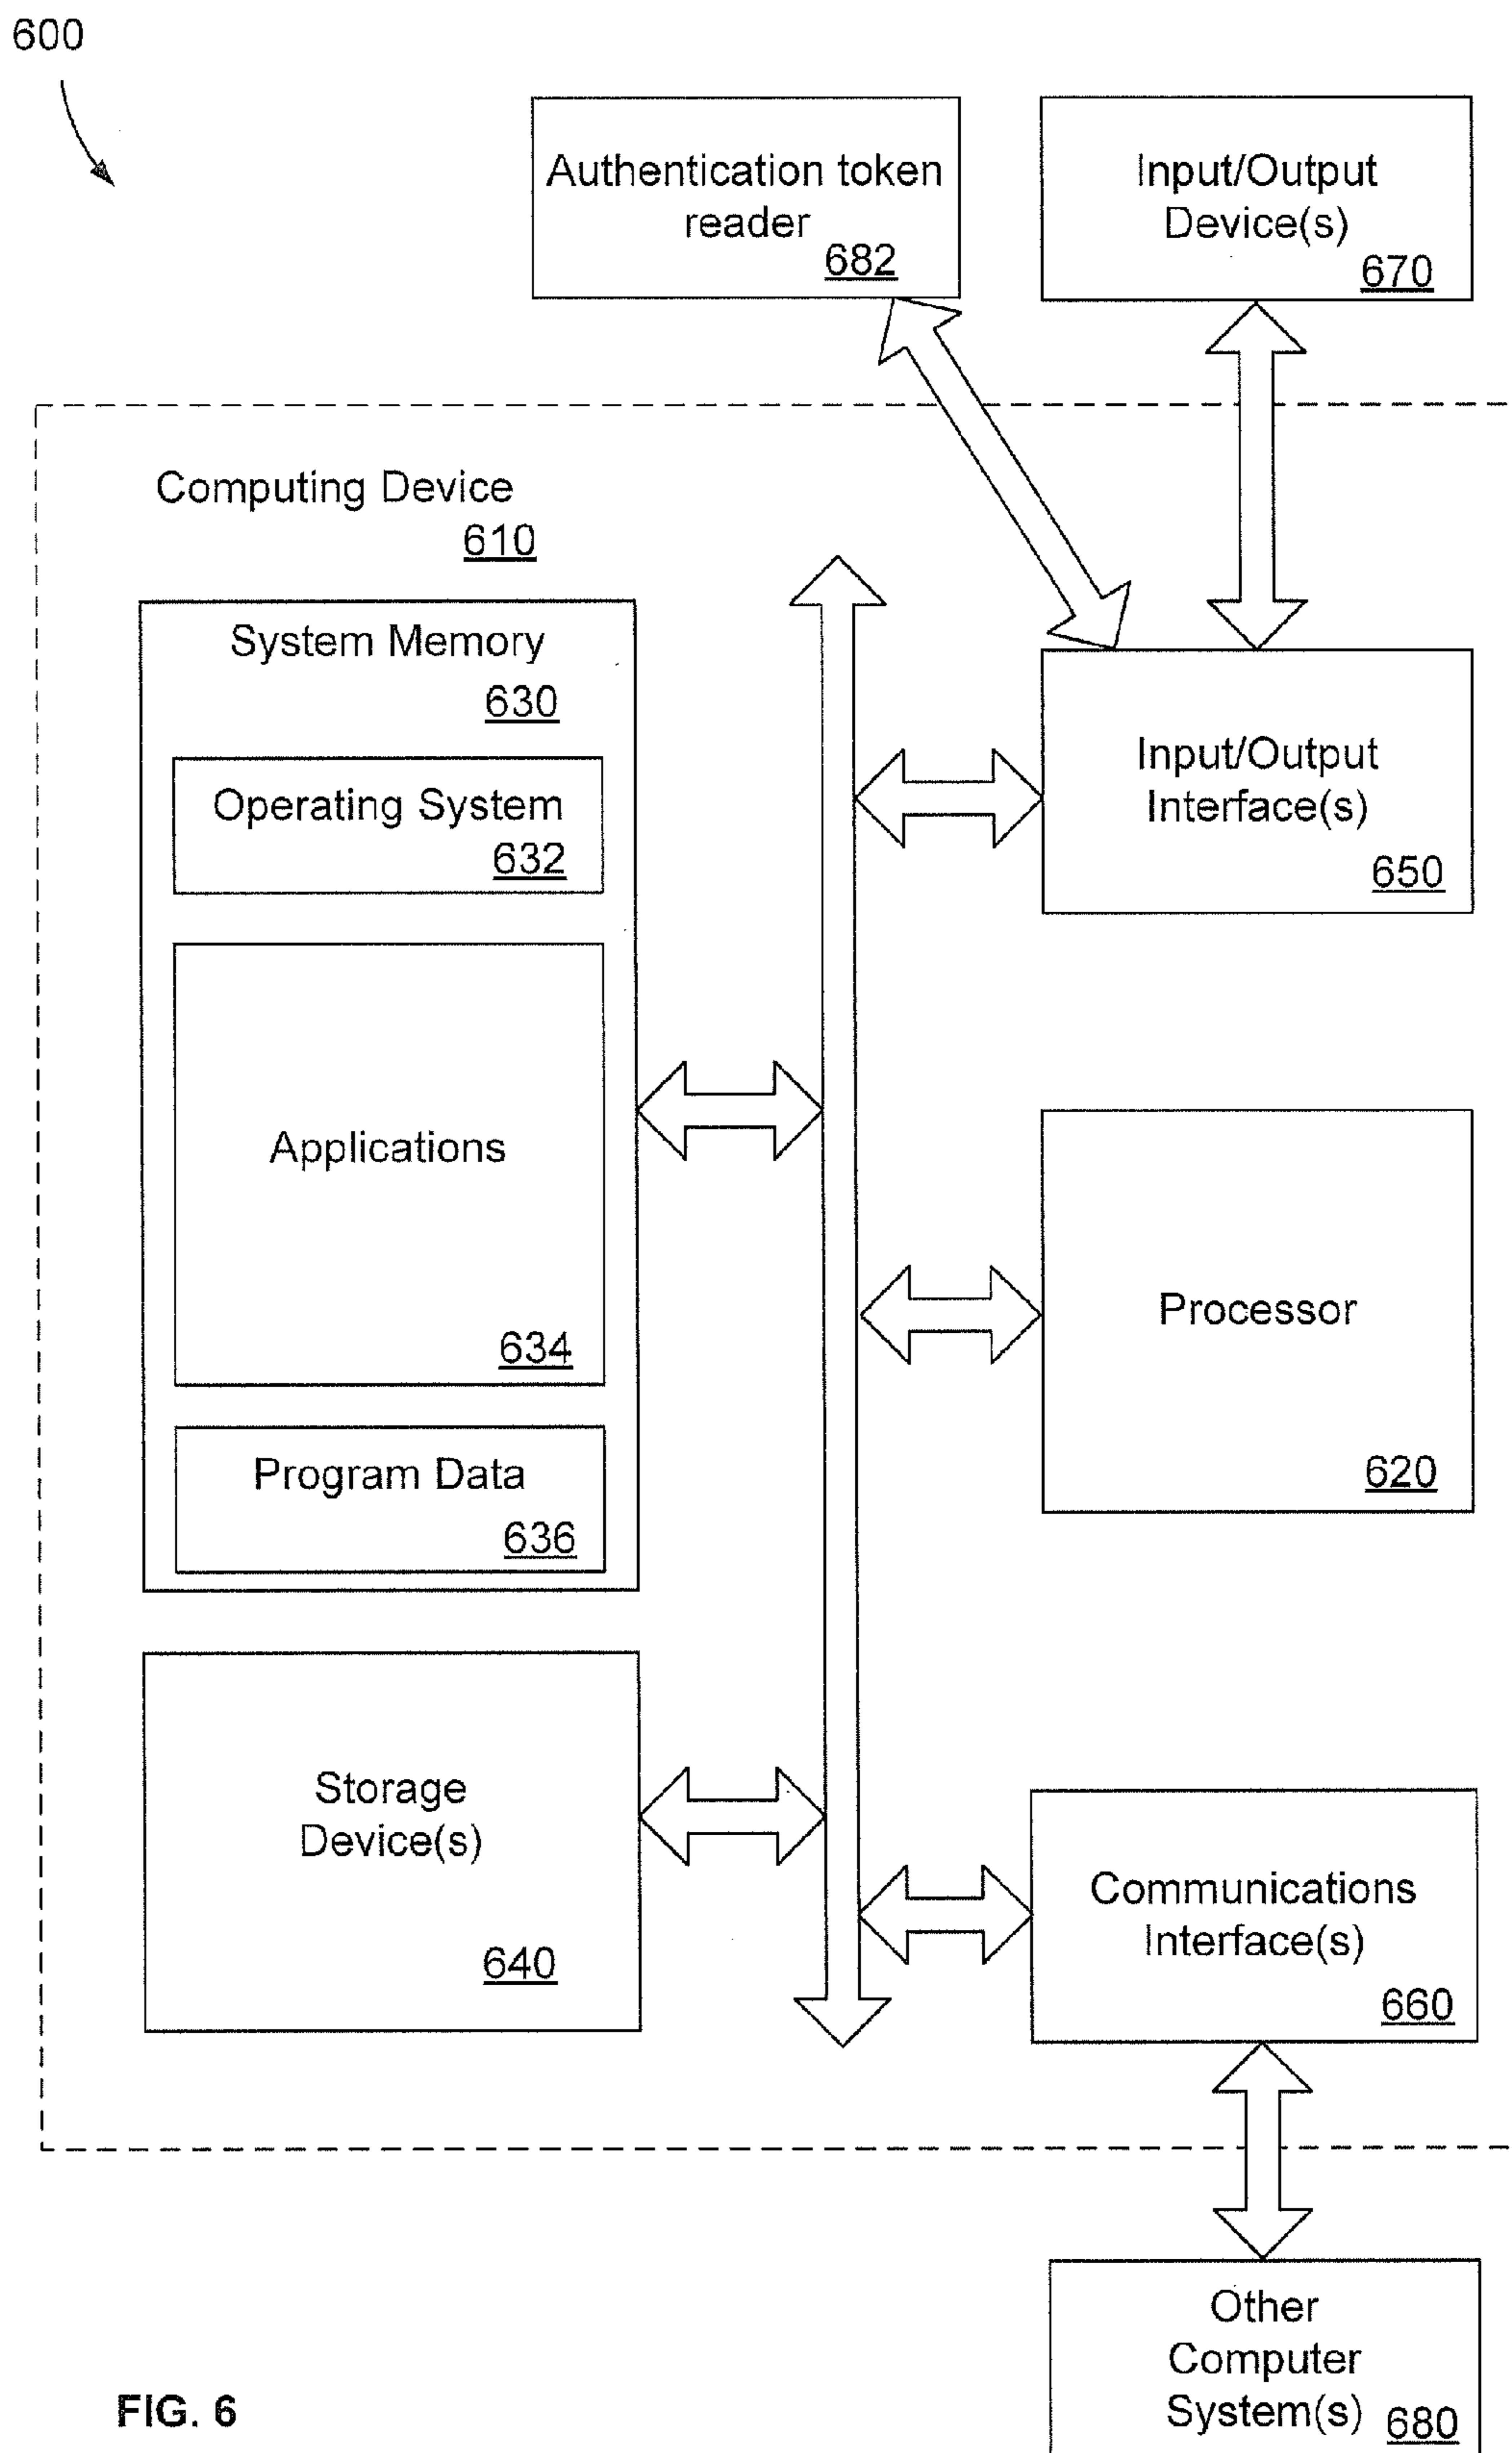 600
Authentication token
reader
682
Input/Output
Device(s)
670
Computing Device
610
System Memory
630
Operating System
632
Applications
634
Program Data
636
Storage
Device(s)
640
Input/Output
Interface(s)
650
Processor
620
Communications
Interface(s)
660
Other
Computer
System(s)
680
FIG. 6